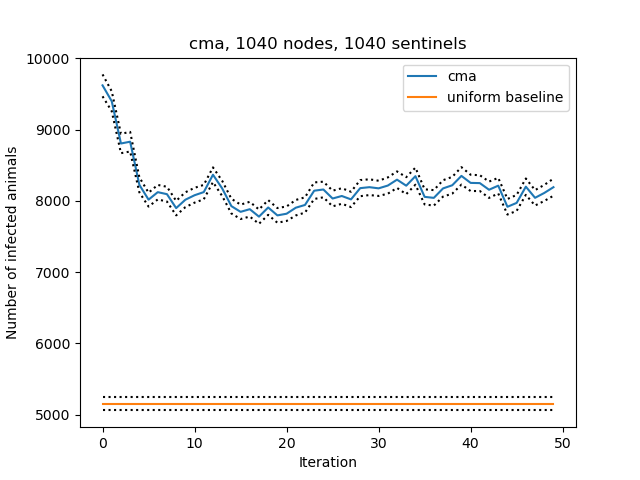 cma, 1040 nodes, 1040 sentinels
cma
uniform baseline
Number of infected animals
10000
9000
8000
7000
6000
5000
0 10 20 30 40 50
Iteration